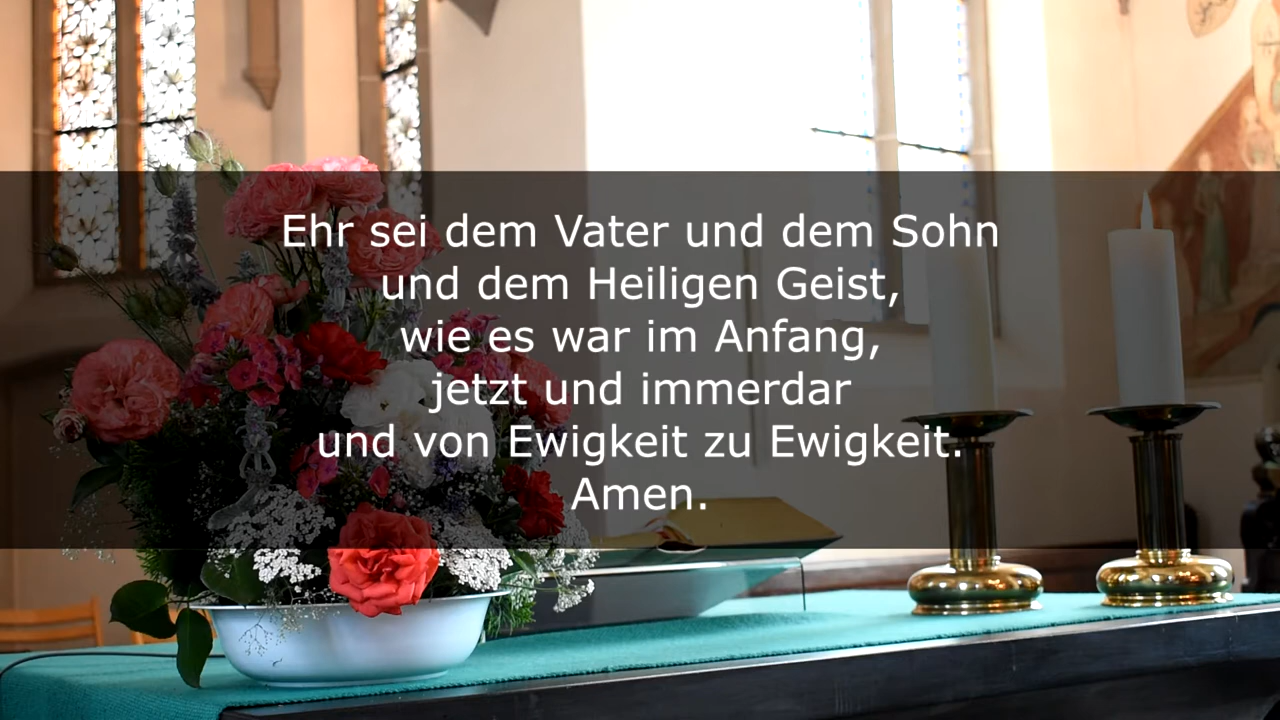 Ehr sei dem Vater und dem Sohn
und dem Heiligen Geist,
wie es war im Anfang,
jetzt und immerdar
und von Ewigkeit zu Ewigkeit.
Amen.